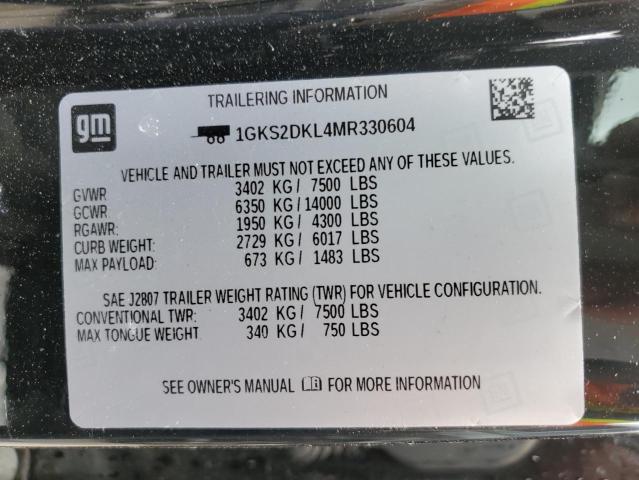 gm
TRAILERING INFORMATION
1GKS2DKL4MR330604
VEHICLE AND TRAILER MUST NOT EXCEED ANY OF THESE VALUES.
GVWR 3402 KG/ 7500 LBS
GCWR: 6350 KG/14000 LBS
RGAWR: 1950 KG/ 4300 LBS
CURB WEIGHT: 2729 KG/ 6017 LBS
MAX PAYLOAD: 673 KG/ 1483 LBS
SAE J2807 TRAILER WEIGHT RATING (TWR) FOR VEHICLE CONFIGURATION.
CONVENTIONAL TWR: 3402 KG/ 7500 LBS
MAX TONGUE WEIGHT 340 KG/ 750 LBS
SEE OWNER'S MANUAL FOR MORE INFORMATION